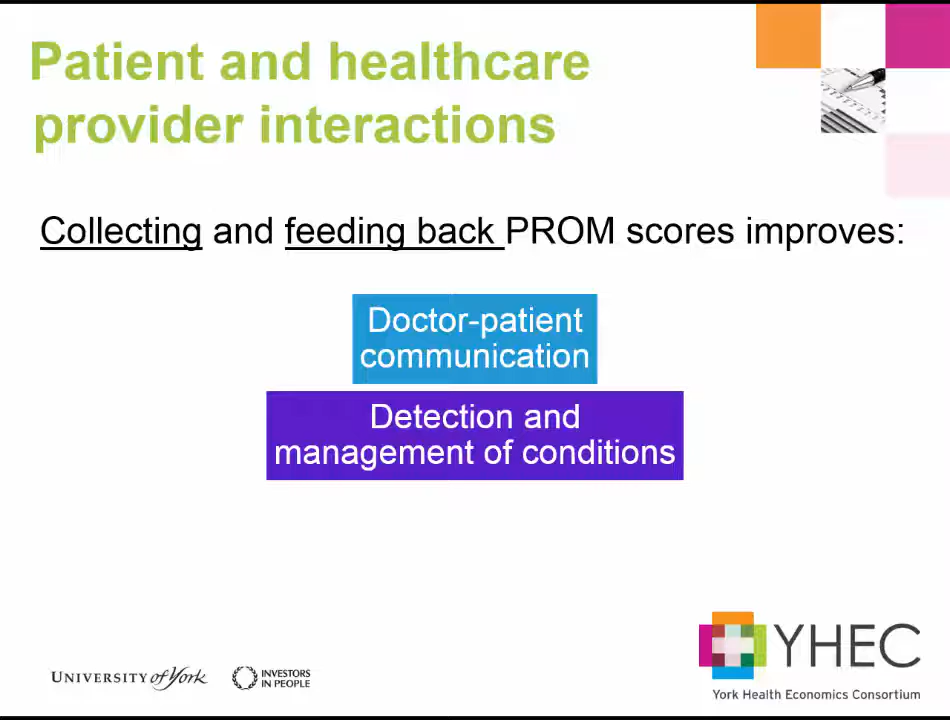 Patient and healthcare
provider interactions
Collecting and feeding back PROM scores improves:
Doctor-patient
communication
Detection and
management of conditions
UNIVERSITY of York
INVESTORS
IN PEOPLE
YHEC
York Health Economics Consortium